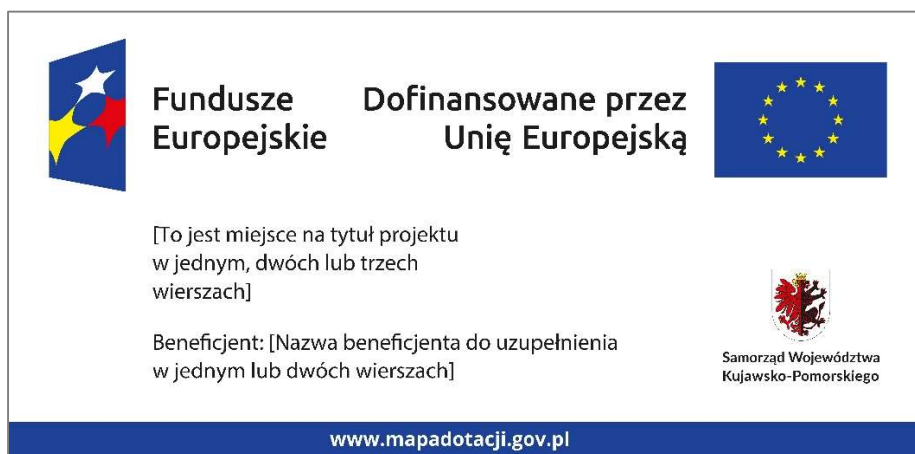 Fundusze
Europejskie
Dofinansowane przez
Unię Europejską
[To jest miejsce na tytuł projektu
w jednym, dwóch lub trzech
wierszach]
Beneficjent: [Nazwa beneficjenta do uzupełnienia
w jednym lub dwóch wierszach]
Samorząd Województwa
Kujawsko-Pomorskiego
www.mapadotacji.gov.pl